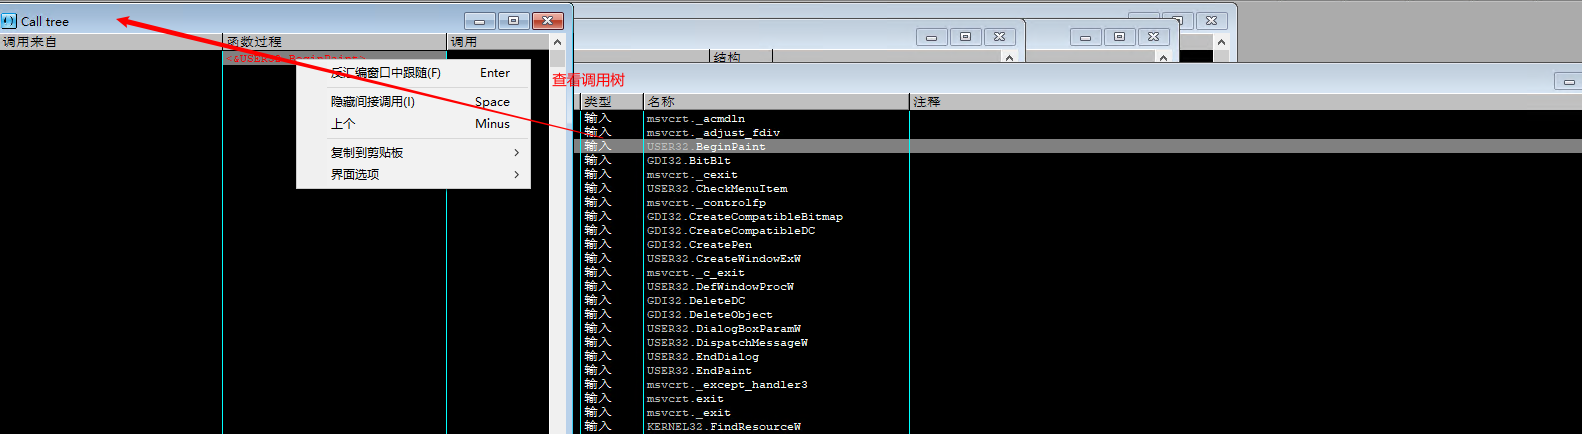 Call tree
调用来自 函数过程 调用
<&USER32.BeginPaint>
反汇编窗口中跟随(F) Enter
隐藏间接调用(I) Space
上个 Minus
复制到剪贴板
界面选项
查看调用树
结构
类型 名称 注释
输入 msvcrt._acmdln
输入 msvcrt._adjust_fdiv
输入 USER32.BeginPaint
输入 GDI32.BitBlt
输入 msvcrt._cexit
输入 USER32.CheckMenuItem
输入 msvcrt._controlfp
输入 GDI32.CreateCompatibleBitmap
输入 GDI32.CreateCompatibleDC
输入 GDI32.CreatePen
输入 USER32.CreateWindowExW
输入 msvcrt._c_exit
输入 USER32.DefWindowProcW
输入 GDI32.DeleteDC
输入 GDI32.DeleteObject
输入 USER32.DialogBoxParamW
输入 USER32.DispatchMessageW
输入 USER32.EndDialog
输入 USER32.EndPaint
输入 msvcrt._except_handler3
输入 msvcrt.exit
输入 msvcrt._exit
输入 KERNEL32.FindResourceW